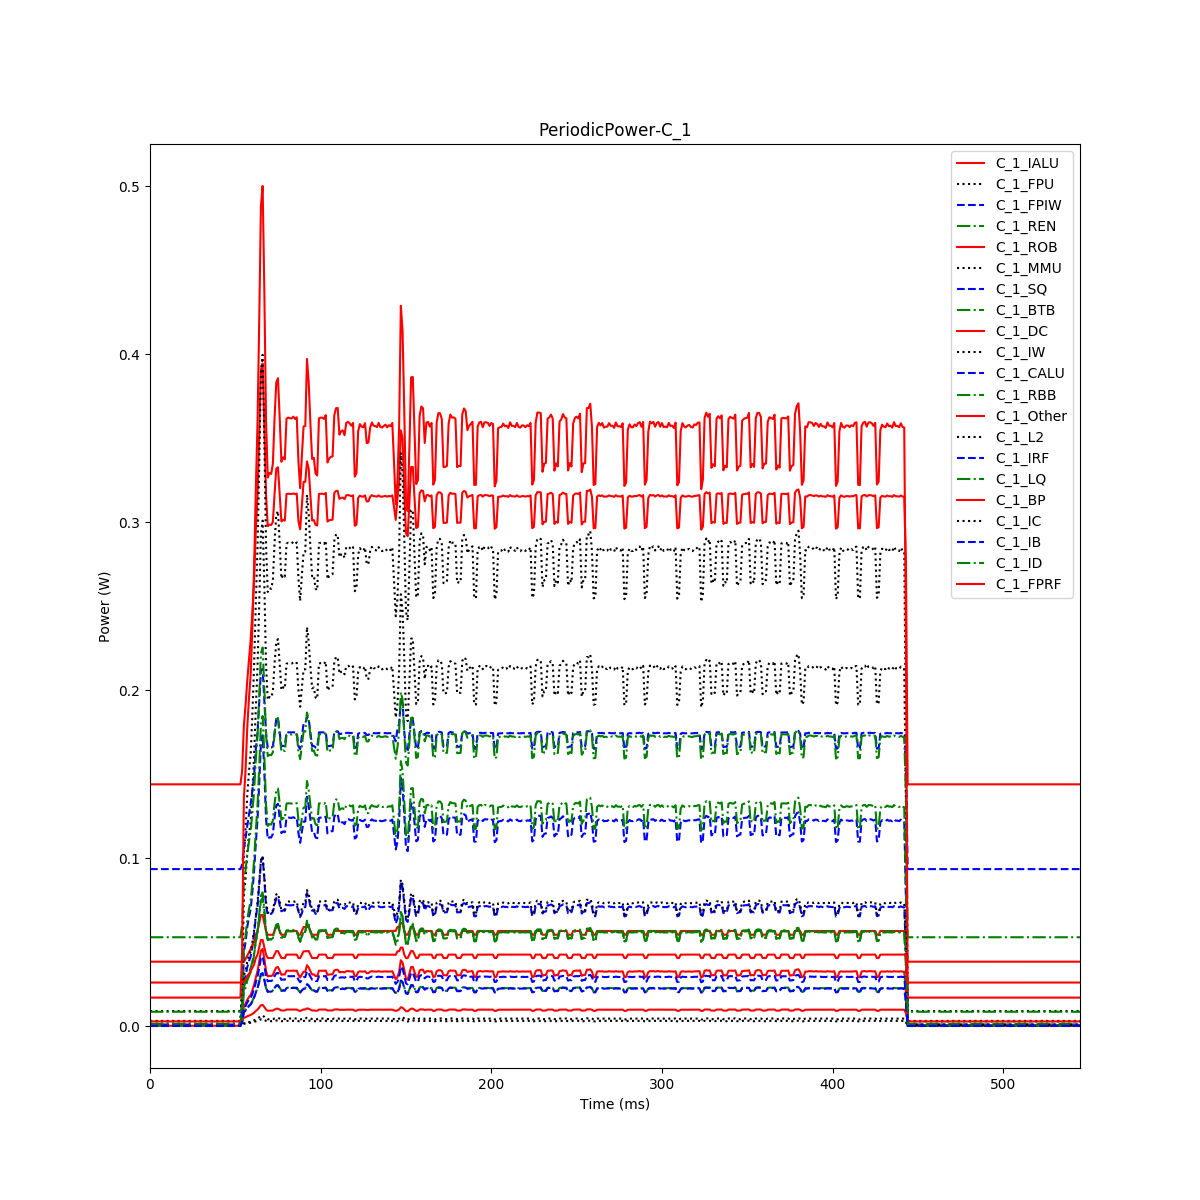 PeriodicPower-C_1
C_1_IALU
C_1_FPU
C_1_FPIW
C_1_REN
C_1_ROB
C_1_MMU
C_1_SQ
C_1_BTB
C_1_DC
C_1_IW
C_1_CALU
C_1_RBB
C_1_Other
C_1_L2
C_1_IRF
C_1_LQ
C_1_BP
C_1_IC
C_1_IB
C_1_ID
C_1_FPRF
0.5
0.4
0.3
0.2
0.1
0.0
Power (W)
0 100 200 300 400 500
Time (ms)